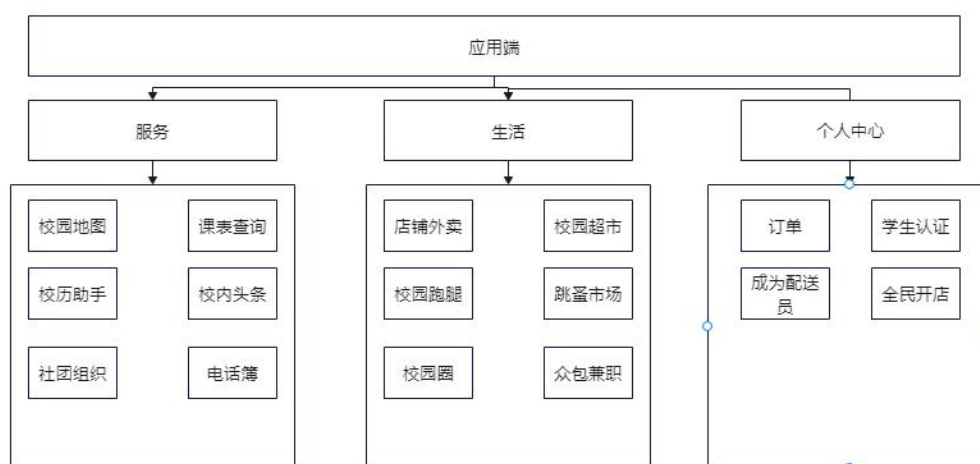 应用端
服务
生活
个人中心
校园地图
课表查询
店铺外卖
校园超市
订单
学生认证
校历助手
校内头条
校园跑腿
跳蚤市场
成为配送
员
全民开店
社团组织
电话簿
校园圈
众包兼职